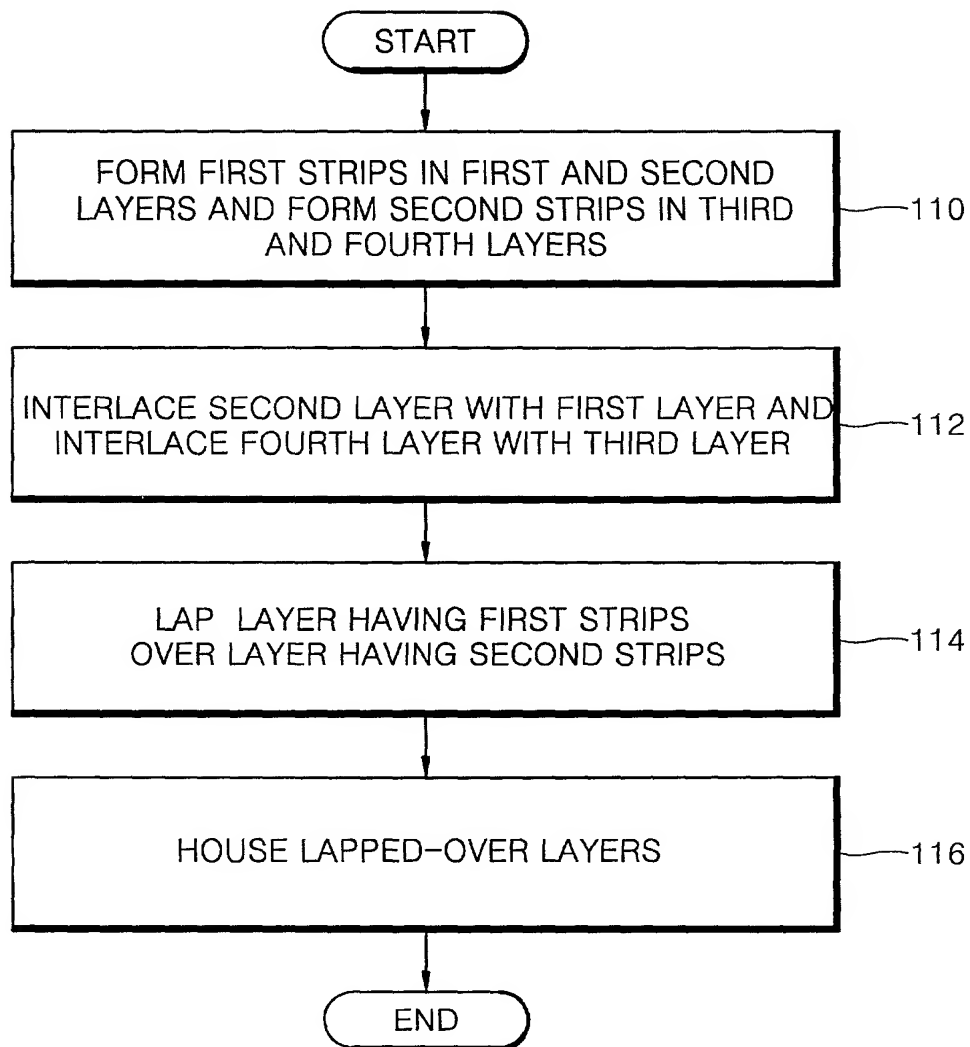 START
FORM FIRST STRIPS IN FIRST AND SECOND
LAYERS AND FORM SECOND STRIPS IN THIRD
AND FOURTH LAYERS
110
INTERLACE SECOND LAYER WITH FIRST LAYER AND
INTERLACE FOURTH LAYER WITH THIRD LAYER
112
LAP LAYER HAVING FIRST STRIPS
OVER LAYER HAVING SECOND STRIPS
114
HOUSE LAPPED-OVER LAYERS
116
END